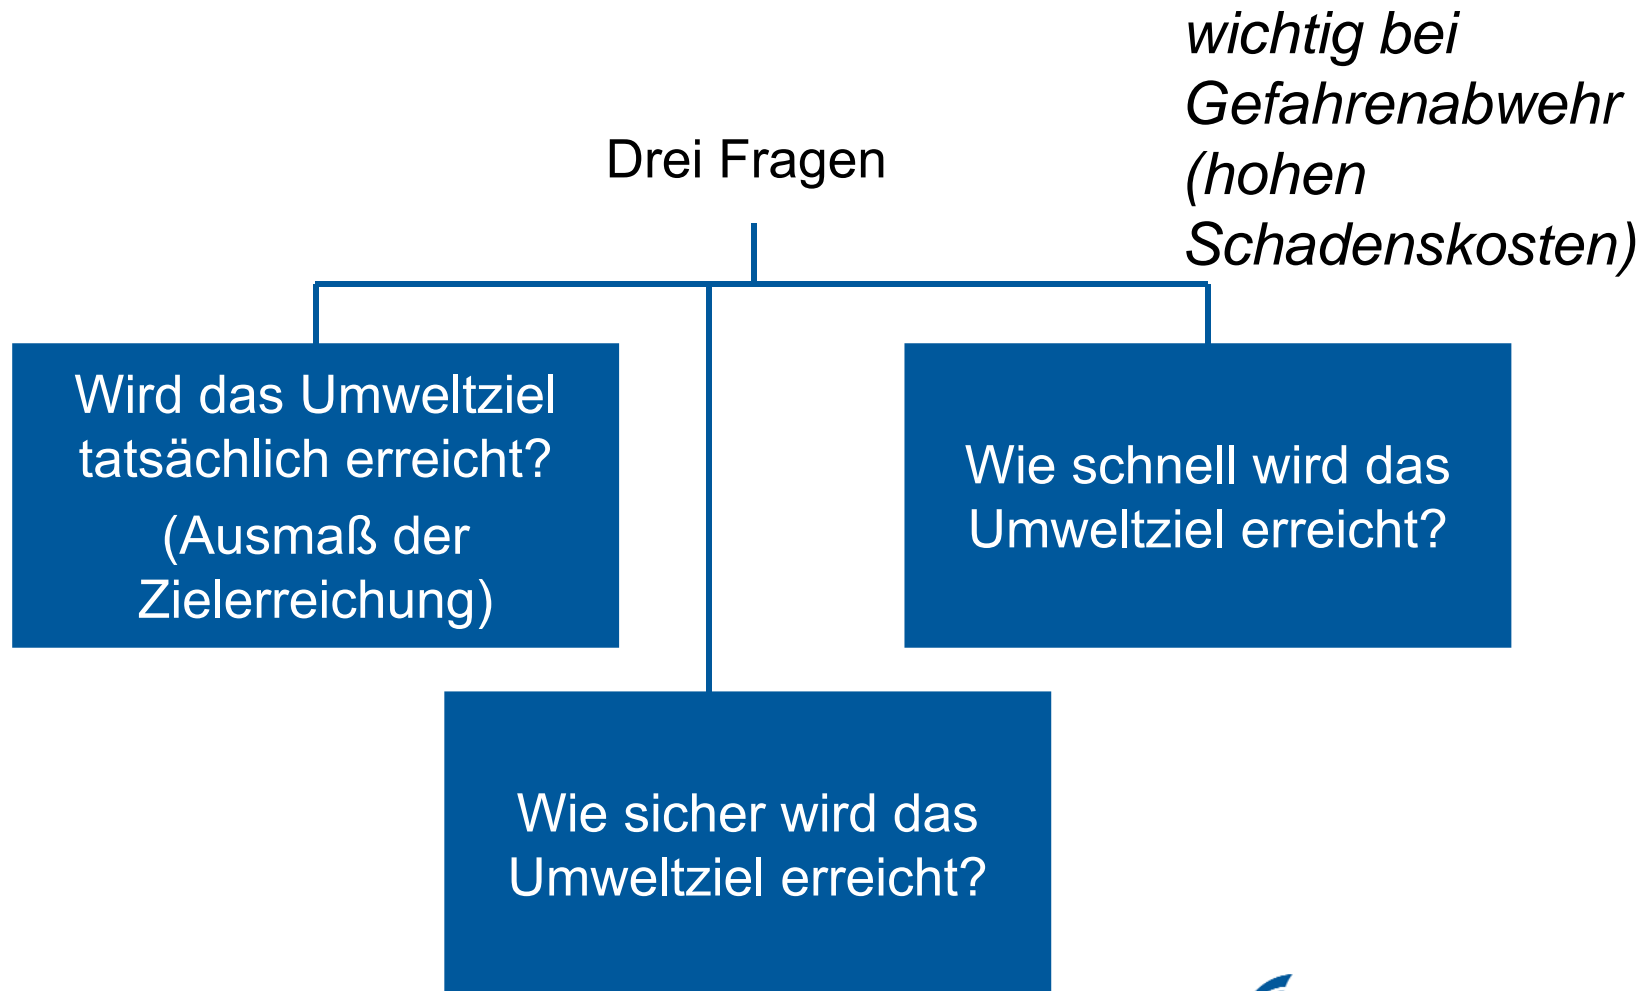 wichtig bei
Gefahrenabwehr
(hohen
Schadenskosten)
Drei Fragen
Wird das Umweltziel
tatsächlich erreicht?
(Ausmaß der
Zielerreichung)
Wie schnell wird das
Umweltziel erreicht?
Wie sicher wird das
Umweltziel erreicht?